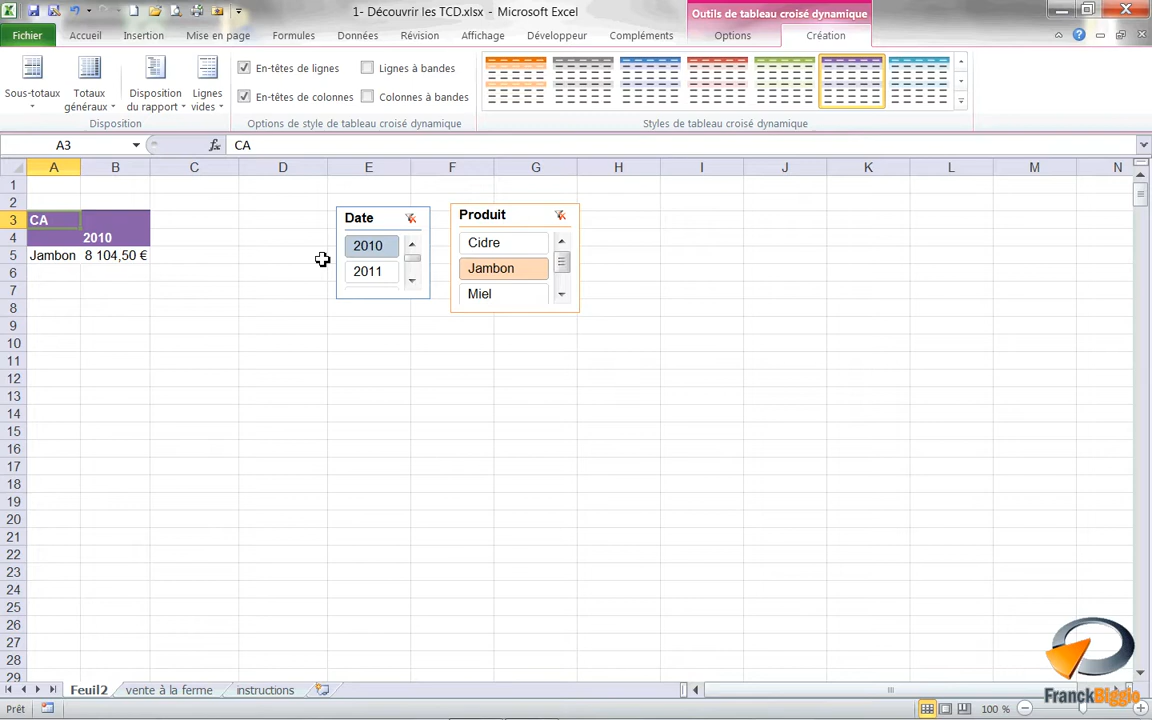 1- Découvrir les TCD.xlsx - Microsoft Excel
Outils de tableau croisé dynamique
Fichier Accueil Insertion Mise en page Formules Données Révision Affichage Développeur Compléments Options Création
Sous-totaux
Totaux généraux
Disposition du rapport
Lignes vides
Disposition
En-têtes de lignes Lignes à bandes
En-têtes de colonnes Colonnes à bandes
Options de style de tableau croisé dynamique
Styles de tableau croisé dynamique
A3 fx CA
A B C D E F G H I J K L M N
1
2
3 CA
4 2010
5 Jambon 8 104,50 €
6
7
8
9
10
11
12
13
14
15
16
17
18
19
20
21
22
23
24
25
26
27
28
29
Date
2010
2011
Produit
Cidre
Jambon
Miel
Feuil2 vente à la ferme instructions
Prêt
100 %
FranckBiggio